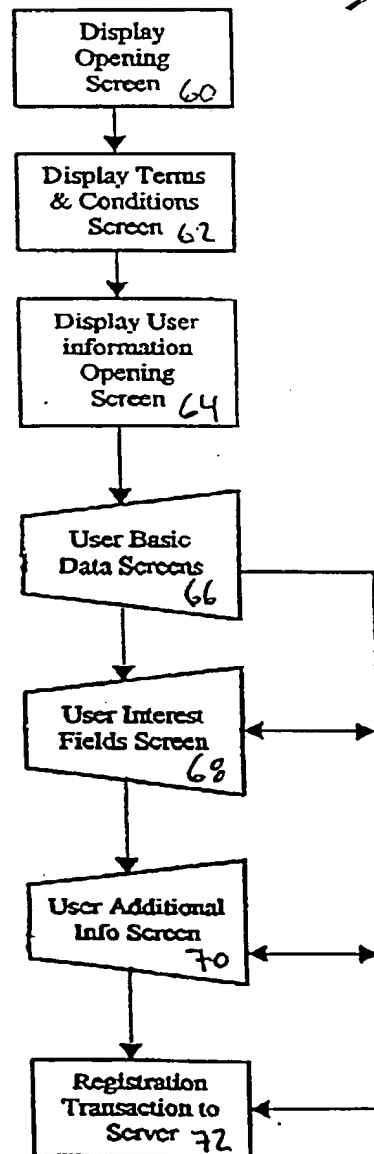 Display
Opening
Screen 60
Display Terms
& Conditions
Screen 62
Display User
information
Opening
Screen 64
User Basic
Data Screens
66
User Interest
Fields Screen
68
User Additional
Info Screen
70
Registration
Transaction to
Server 72